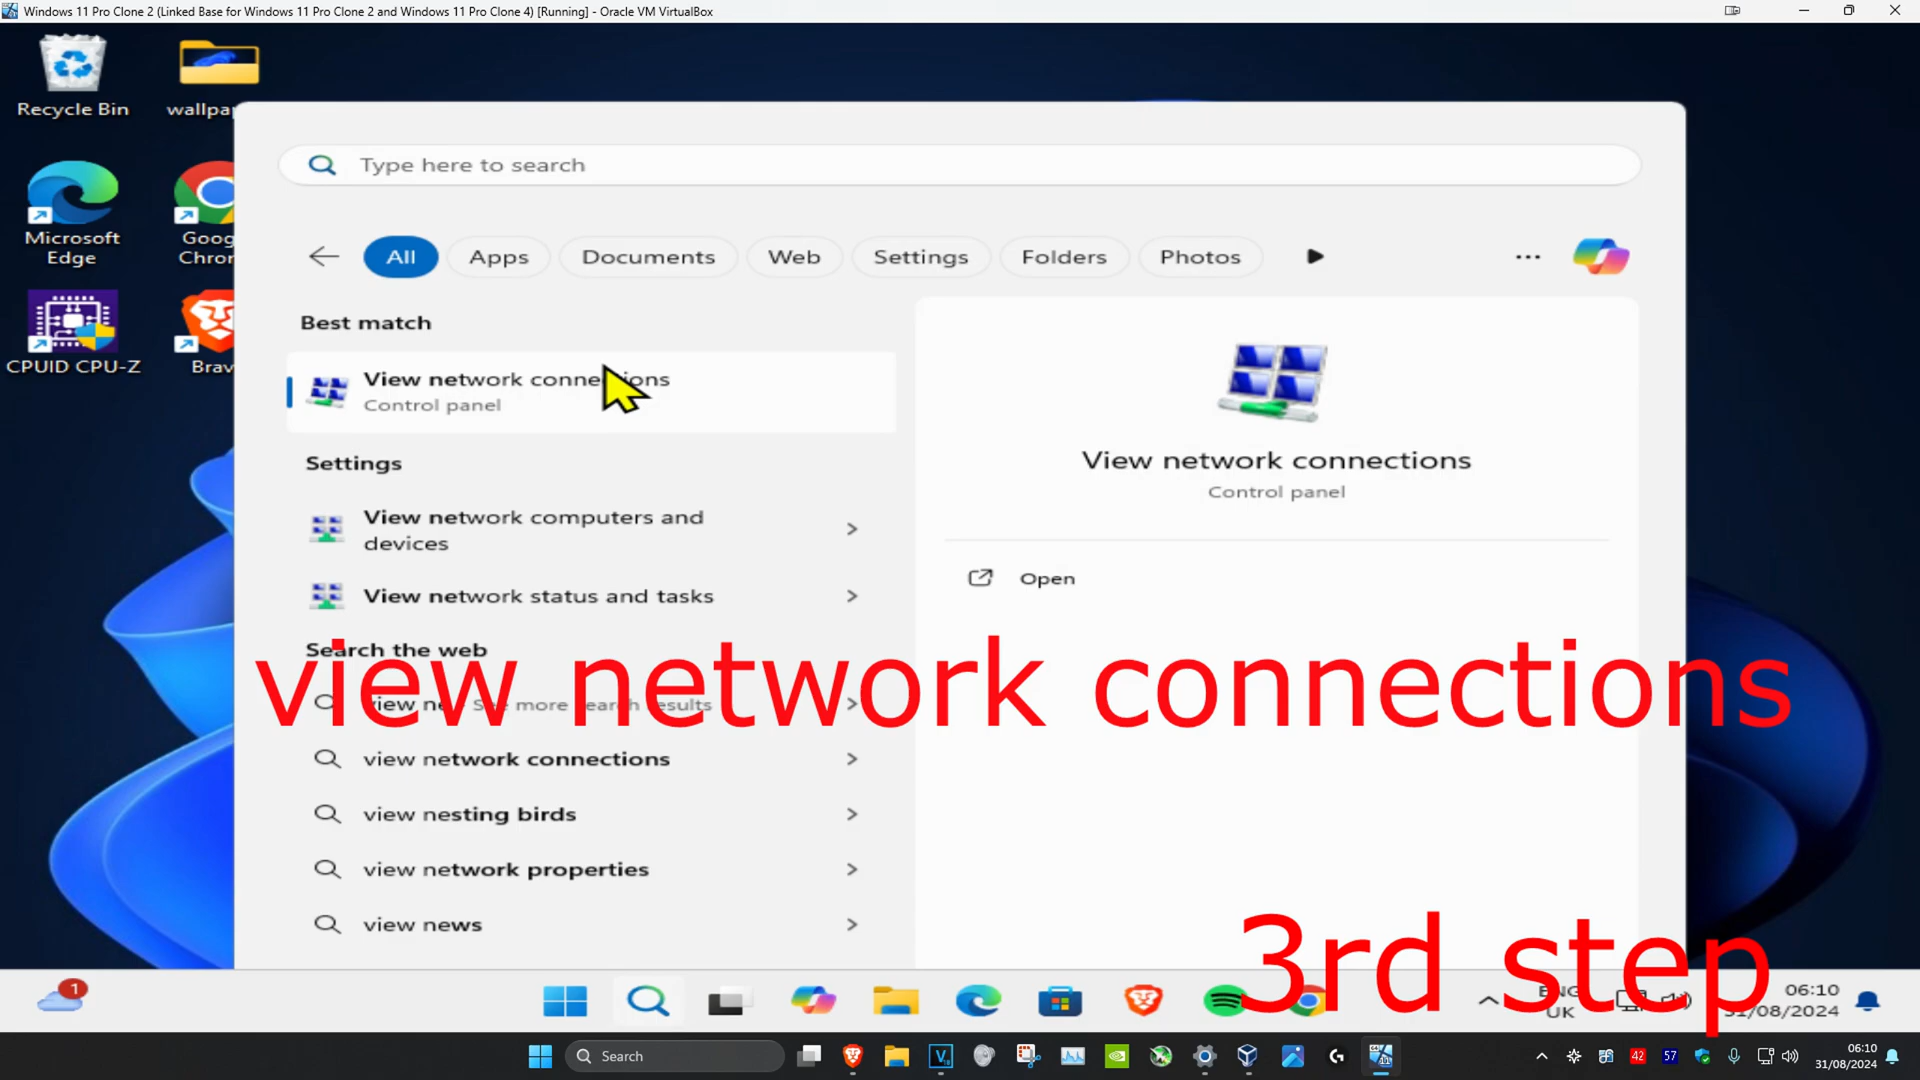 Windows 11 Pro Clone 2 (Linked Base for Windows 11 Pro Clone 2 and Windows 11 Pro Clone 4) [Running] - Oracle VM VirtualBox
Recycle Bin
wallpa
Type here to search
Microsoft
Edge
Goog
Chron
All
Apps
Documents
Web
Settings
Folders
Photos
Best match
View network connections
Control panel
CPUID CPU-Z
Brav
View network connections
Control panel
Settings
View network computers and
devices
Open
View network status and tasks
Search the web
view network connections
view ne - See more search results
view network connections
view nesting birds
view network properties
view news
3rd step
1
ENG
UK
06:10
31/08/2024
Search
42
57
06:10
31/08/2024